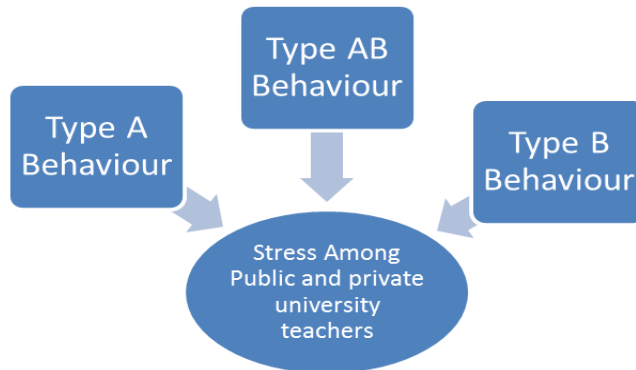 Type AB
Behaviour
Type A
Behaviour
Type B
Behaviour
Stress Among
Public and private
university
teachers